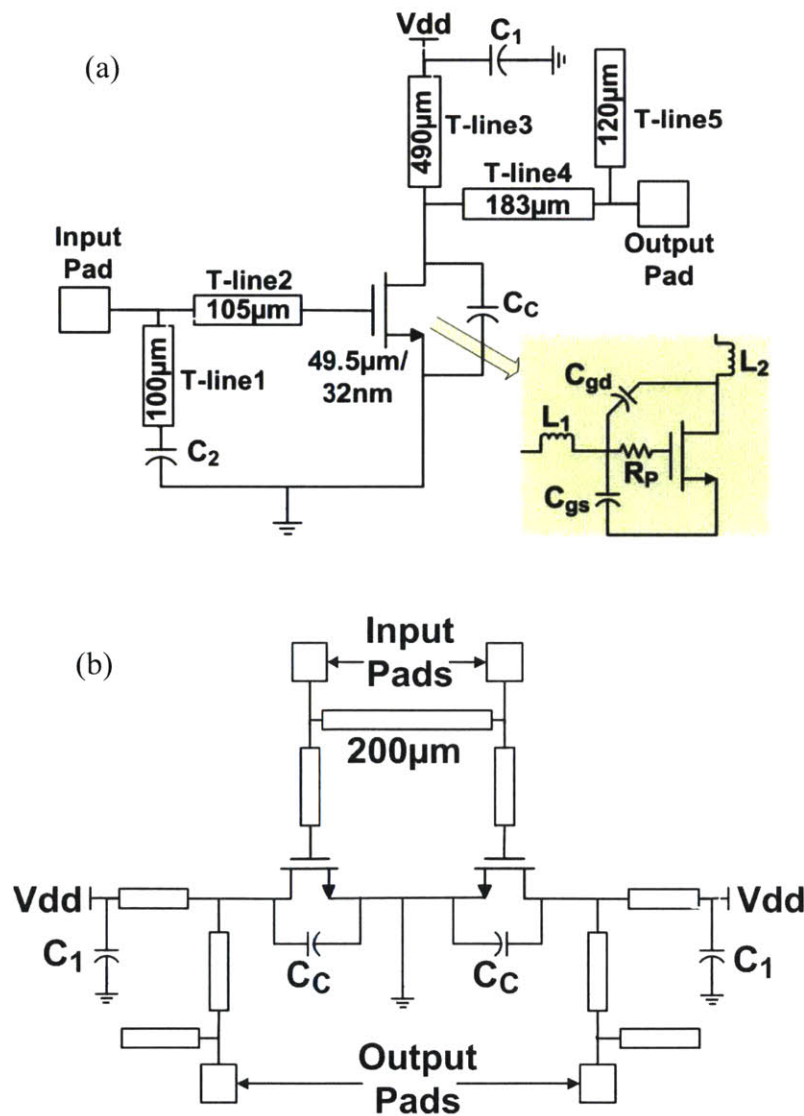 (a)
Vdd
C1
490µm
T-line3
120µm
T-line5
T-line4
183µm
Input
Pad
Output
Pad
T-line2
105µm
CC
100µm
T-line1
49.5µm/
32nm
C2
Cgd
L2
L1
RP
Cgs
(b)
Input
Pads
200µm
Vdd
Vdd
C1
CC
CC
C1
Output
Pads